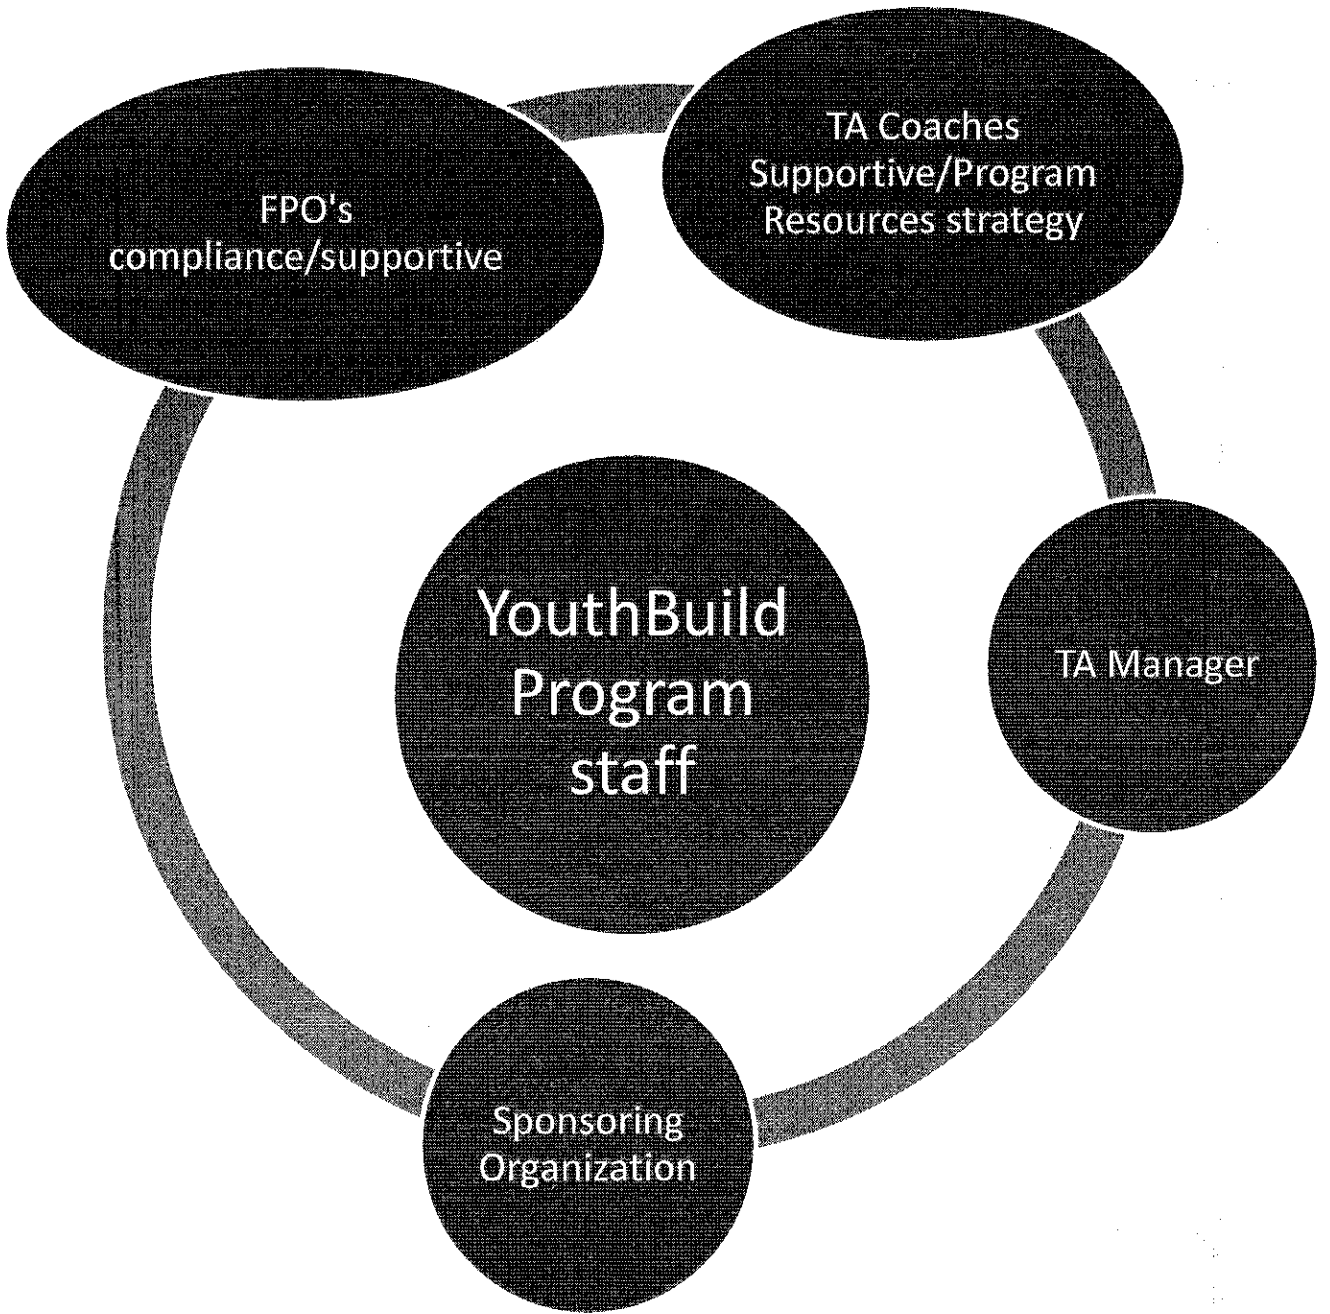 FPO's
compliance/supportive
TA Coaches
Supportive/Program
Resources strategy
YouthBuild
Program
staff
TA Manager
Sponsoring
Organization